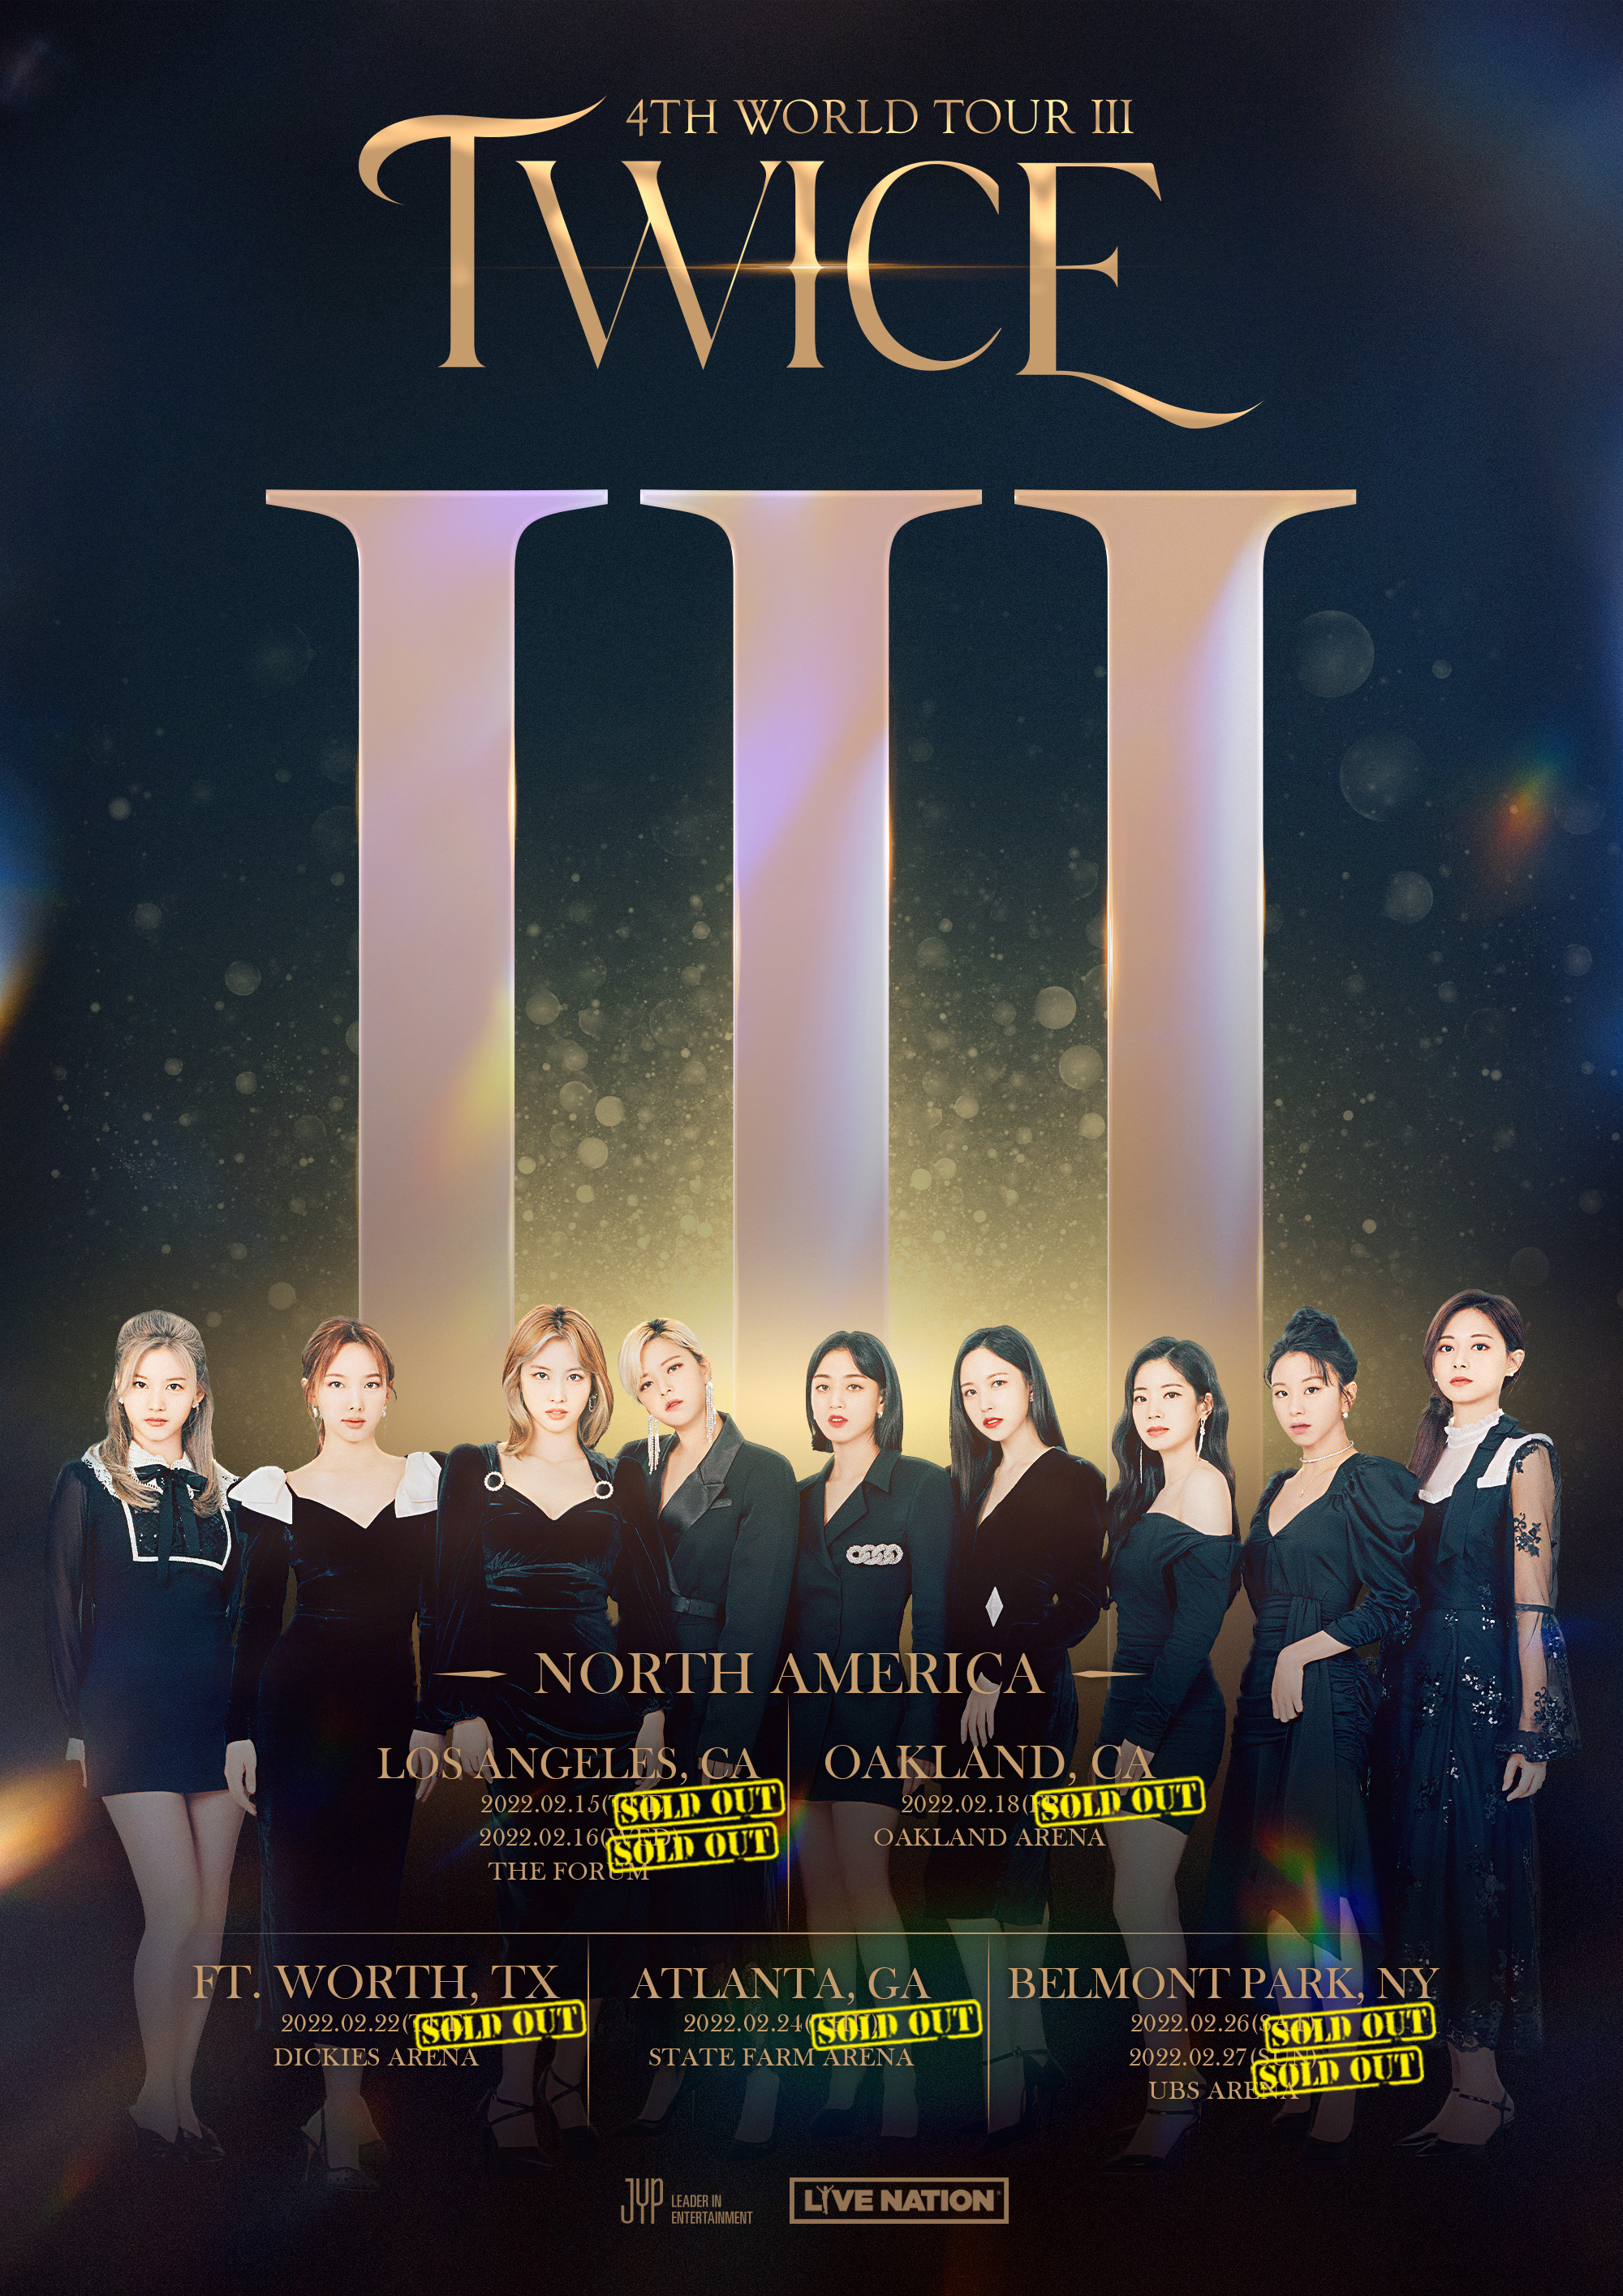 4TH WORLD TOUR III
TWICE
III
NORTH AMERICA
LOS ANGELES, CA
2022.02.15
SOLD OUT
2022.02.16(WED)
SOLD OUT
THE FORUM
OAKLAND, CA
2022.02.18
SOLD OUT
OAKLAND ARENA
FT. WORTH, TX
2022.02.22
SOLD OUT
DICKIES ARENA
ATLANTA, GA
2022.02.24
SOLD OUT
STATE FARM ARENA
BELMONT PARK, NY
2022.02.26(SAT)
SOLD OUT
2022.02.27(SUN)
SOLD OUT
UBS ARENA
JYP LEADER IN
ENTERTAINMENT
LIVE NATION